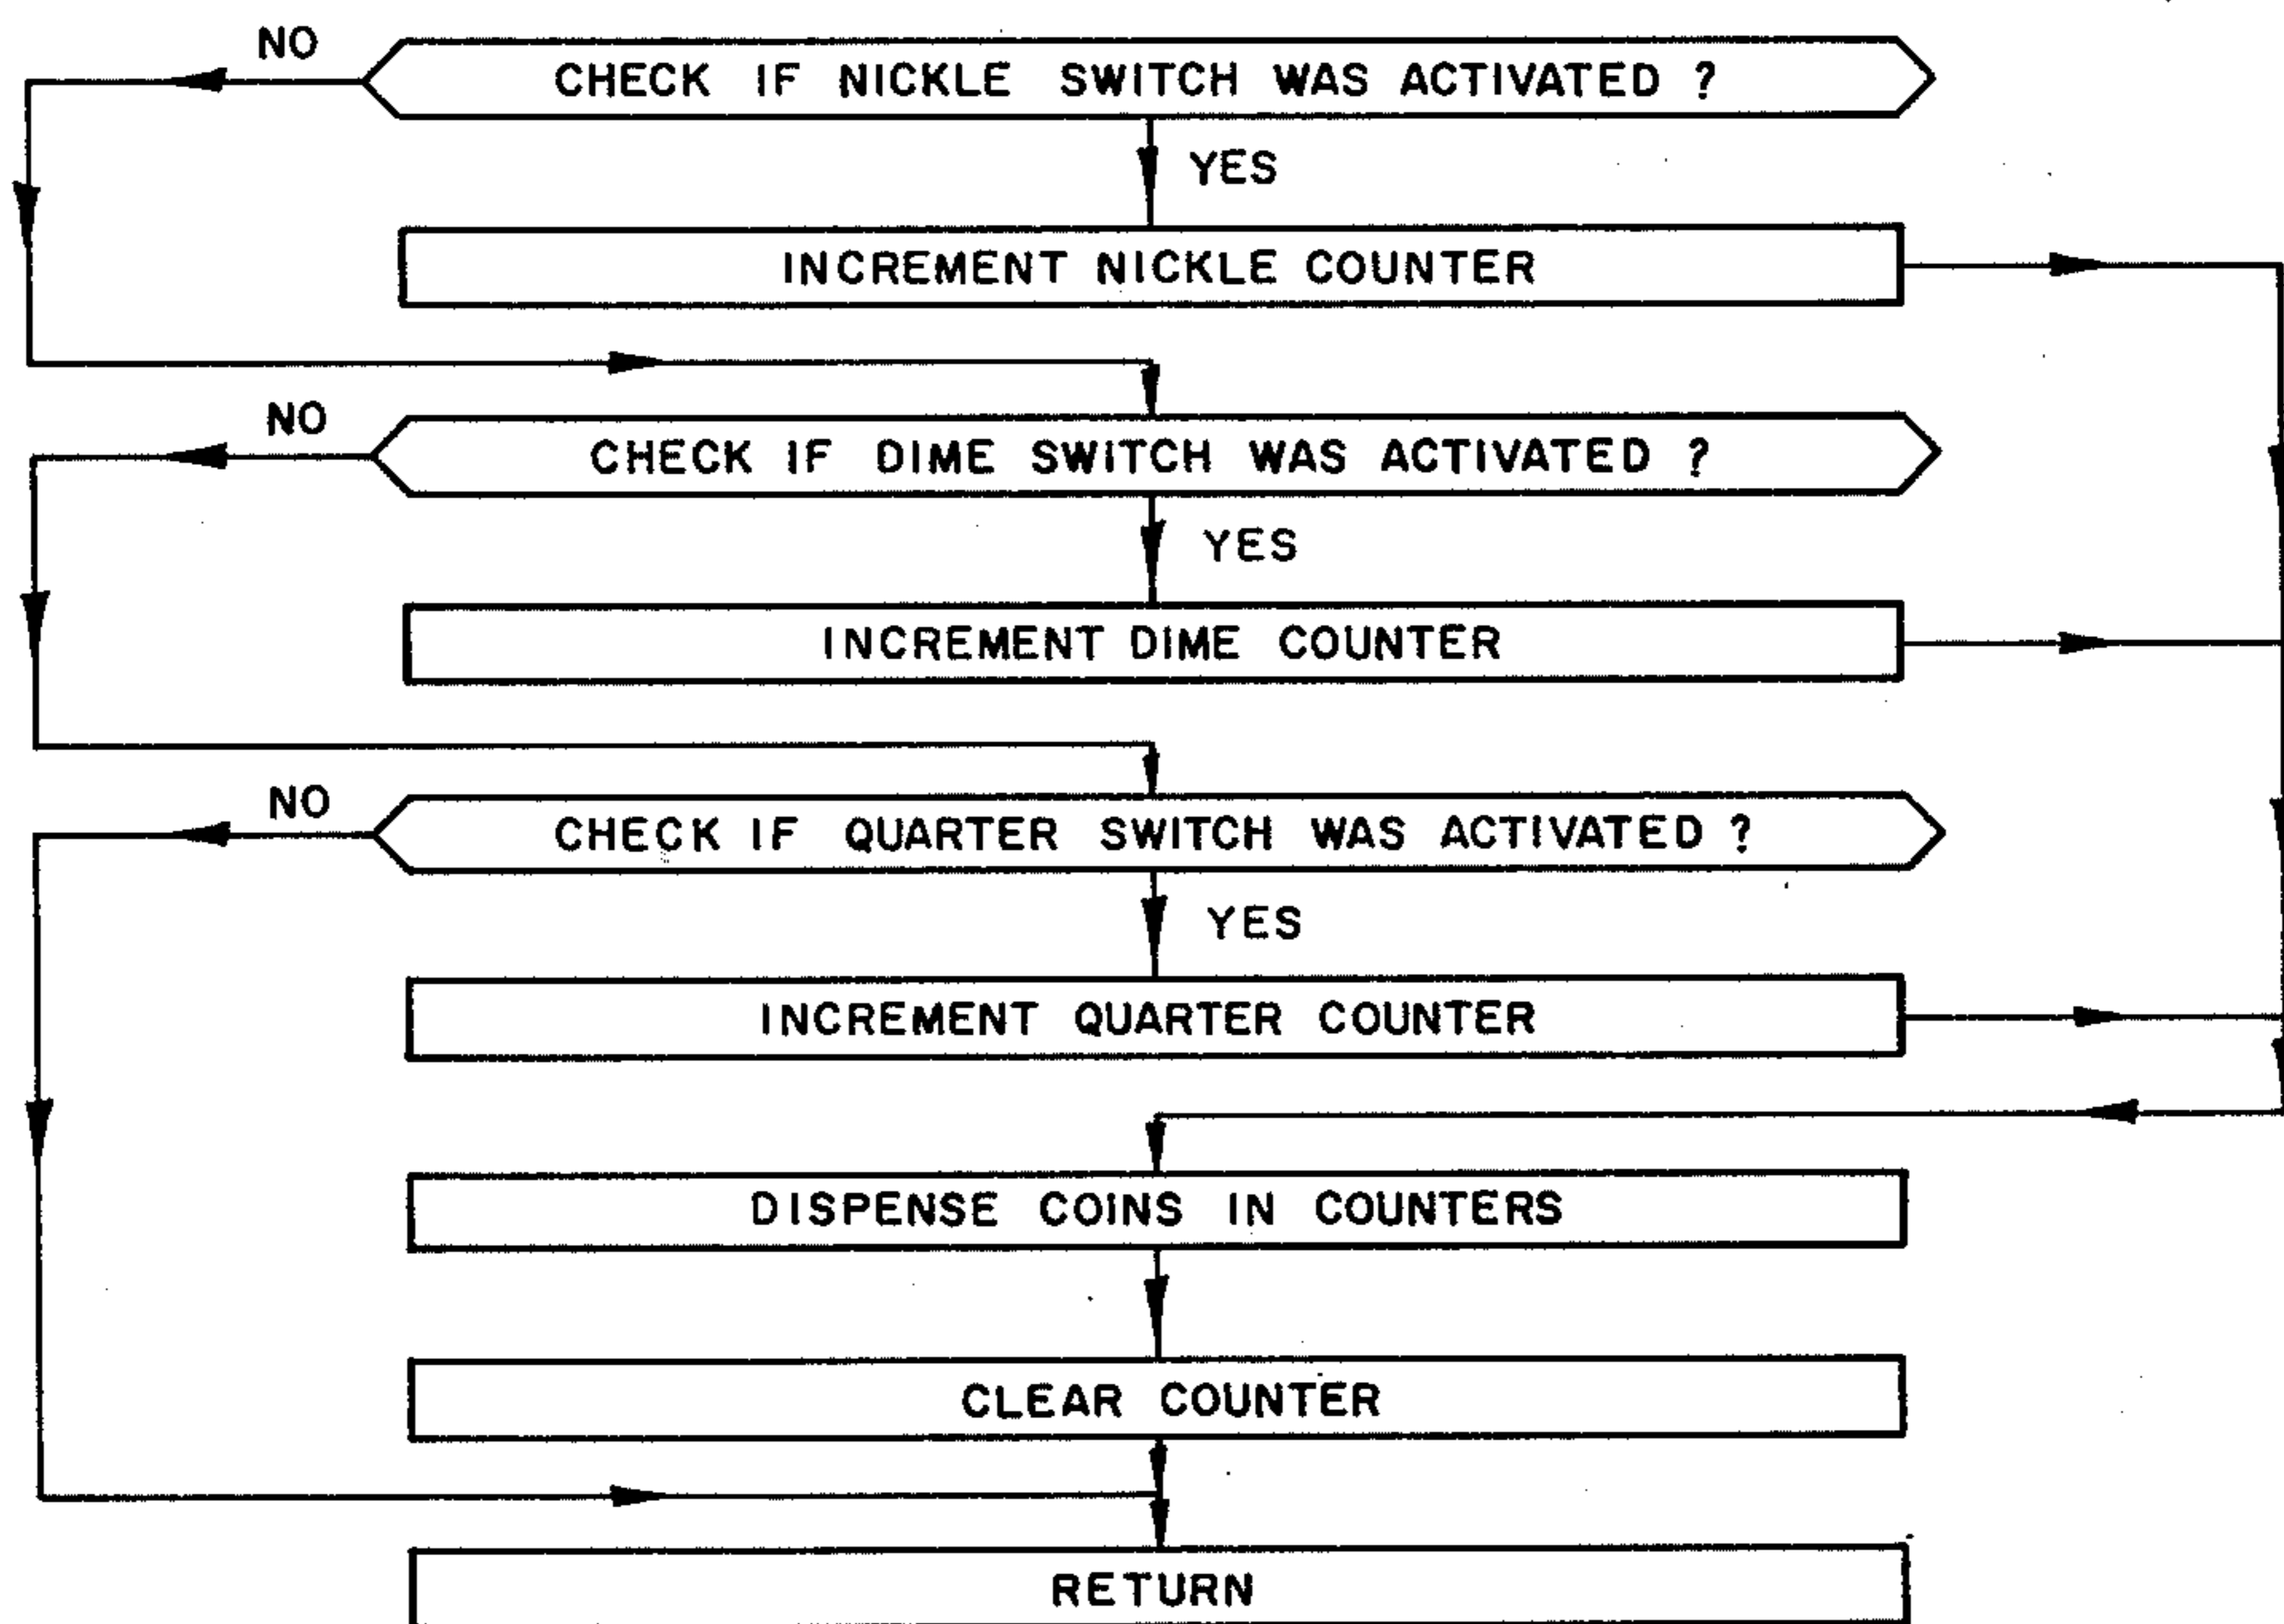 NO
CHECK IF NICKLE SWITCH WAS ACTIVATED ?
YES
INCREMENT NICKLE COUNTER
NO
CHECK IF DIME SWITCH WAS ACTIVATED ?
YES
INCREMENT DIME COUNTER
NO
CHECK IF QUARTER SWITCH WAS ACTIVATED ?
YES
INCREMENT QUARTER COUNTER
DISPENSE COINS IN COUNTERS
CLEAR COUNTER
RETURN